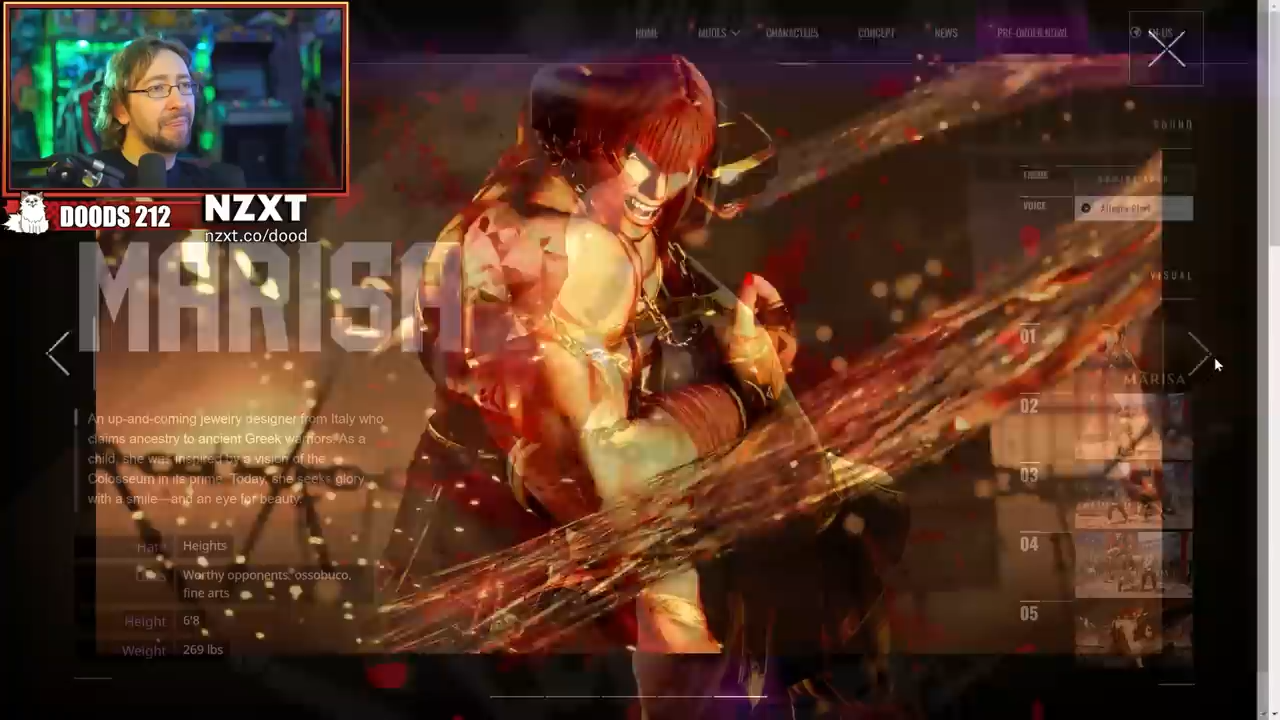 HOME
CHARACTERS
CONCEPT
NEWS
PRE-ORDER NOW!
EN-US
SOUND
THEME
VOICE
VISUAL
DOODS 212
NZXT
nzxt.co/dood
MARISA
An up-and-coming jewelry designer from Italy who
claims ancestry to ancient Greek warriors. As a
child, she was inspired by a vision of the
Colosseum in its prime. Today, she seeks glory
with a smile—and an eye for beauty.
Heights
Worthy opponents, ossobuco,
fine arts
Height 6'8
Weight 269 lbs
01
MARISA
02
03
04
05